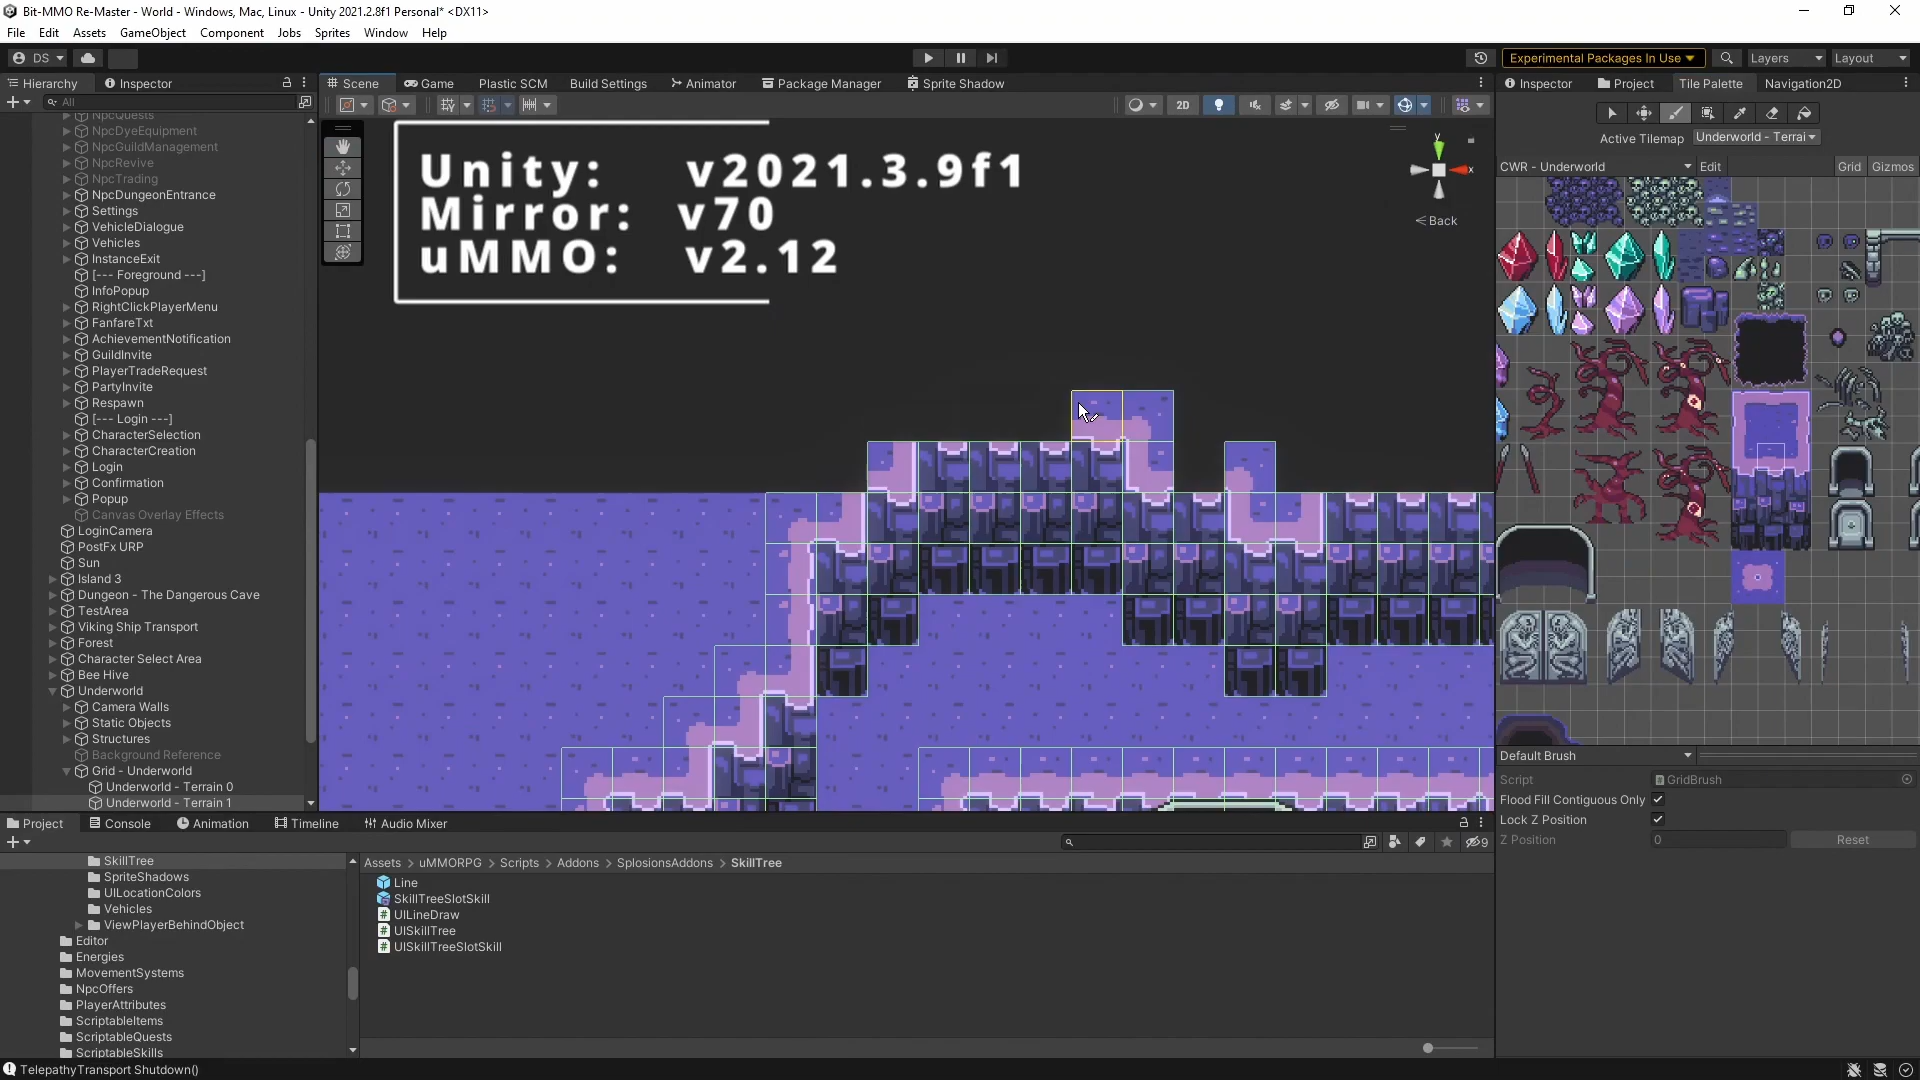 Bit-MMO Re-Master - World - Windows, Mac, Linux - Unity 2021.2.8f1 Personal* <DX11>
File Edit Assets GameObject Component Jobs Sprites Window Help
DS Experimental Packages In Use Layers Layout
Hierarchy Inspector Scene Game Plastic SCM Build Settings Animator Package Manager Sprite Shadow Inspector Project Tile Palette Navigation2D
All 2D
Active Tilemap Underworld - Terrai
CWR - Underworld Edit Grid Gizmos
Unity: v2021.3.9f1
Mirror: v70
uMMO: v2.12
y
x
< Back
NpcQuests
NpcDyeEquipment
NpcGuildManagement
NpcRevive
NpcTrading
NpcDungeonEntrance
Settings
VehicleDialogue
Vehicles
InstanceExit
[--- Foreground ---]
InfoPopup
RightClickPlayerMenu
FanfareTxt
AchievementNotification
GuildInvite
PlayerTradeRequest
PartyInvite
Respawn
[--- Login ---]
CharacterSelection
CharacterCreation
Login
Confirmation
Popup
Canvas Overlay Effects
LoginCamera
PostFx URP
Sun
Island 3
Dungeon - The Dangerous Cave
TestArea
Viking Ship Transport
Forest
Character Select Area
Bee Hive
Underworld
Camera Walls
Static Objects
Structures
Background Reference
Grid - Underworld
Underworld - Terrain 0
Underworld - Terrain 1
Default Brush
Script GridBrush
Flood Fill Contiguous Only
Lock Z Position
Z Position 0 Reset
Project Console Animation Timeline Audio Mixer
9
Assets > uMMORPG > Scripts > Addons > SplosionsAddons > SkillTree
SkillTree
SpriteShadows
UILocationColors
Vehicles
ViewPlayerBehindObject
Editor
Energies
MovementSystems
NpcOffers
PlayerAttributes
ScriptableItems
ScriptableQuests
ScriptableSkills
Line
SkillTreeSlotSkill
UILineDraw
UISkillTree
UISkillTreeSlotSkill
TelepathyTransport Shutdown()